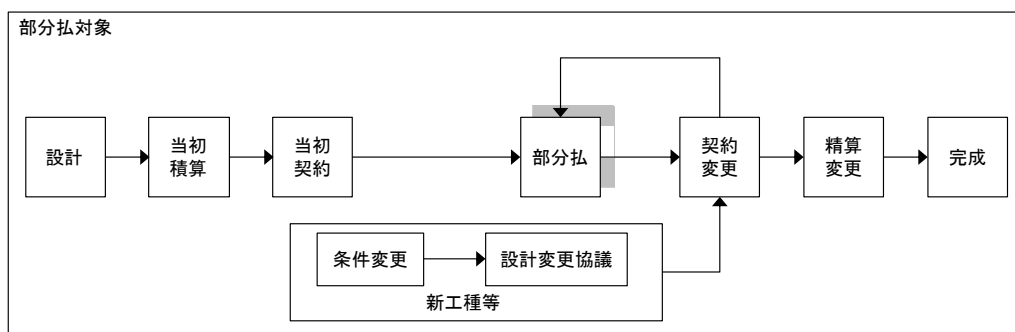 部分払対象
設計
当初
積算
当初
契約
部分払
契約
変更
精算
変更
完成
条件変更
設計変更協議
新工種等